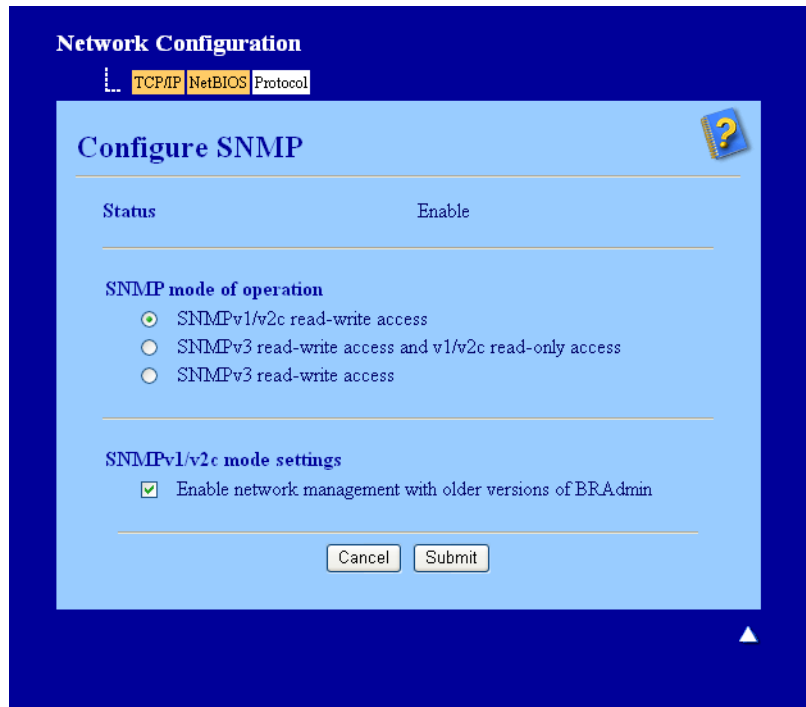 Network Configuration
TCP/IP NetBIOS Protocol
Configure SNMP
?
Status Enable
SNMP mode of operation
SNMPv1/v2c read-write access
SNMPv3 read-write access and v1/v2c read-only access
SNMPv3 read-write access
SNMPv1/v2c mode settings
Enable network management with older versions of BRAdmin
Cancel Submit